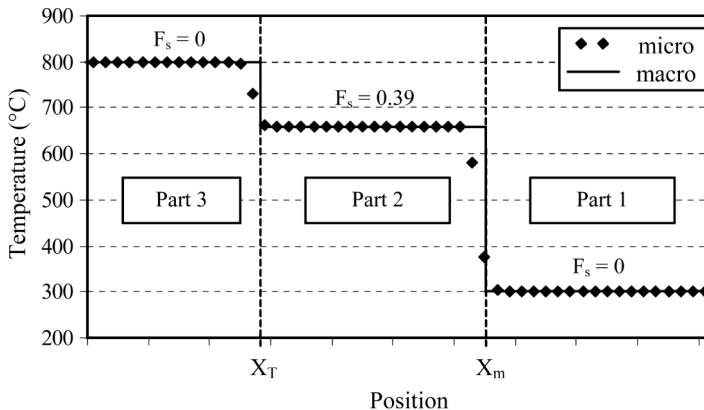 900
F_s = 0
micro
macro
800
700
F_s = 0.39
600
Temperature (°C)
500
Part 3
Part 2
Part 1
400
F_s = 0
300
200
X_T
X_m
Position